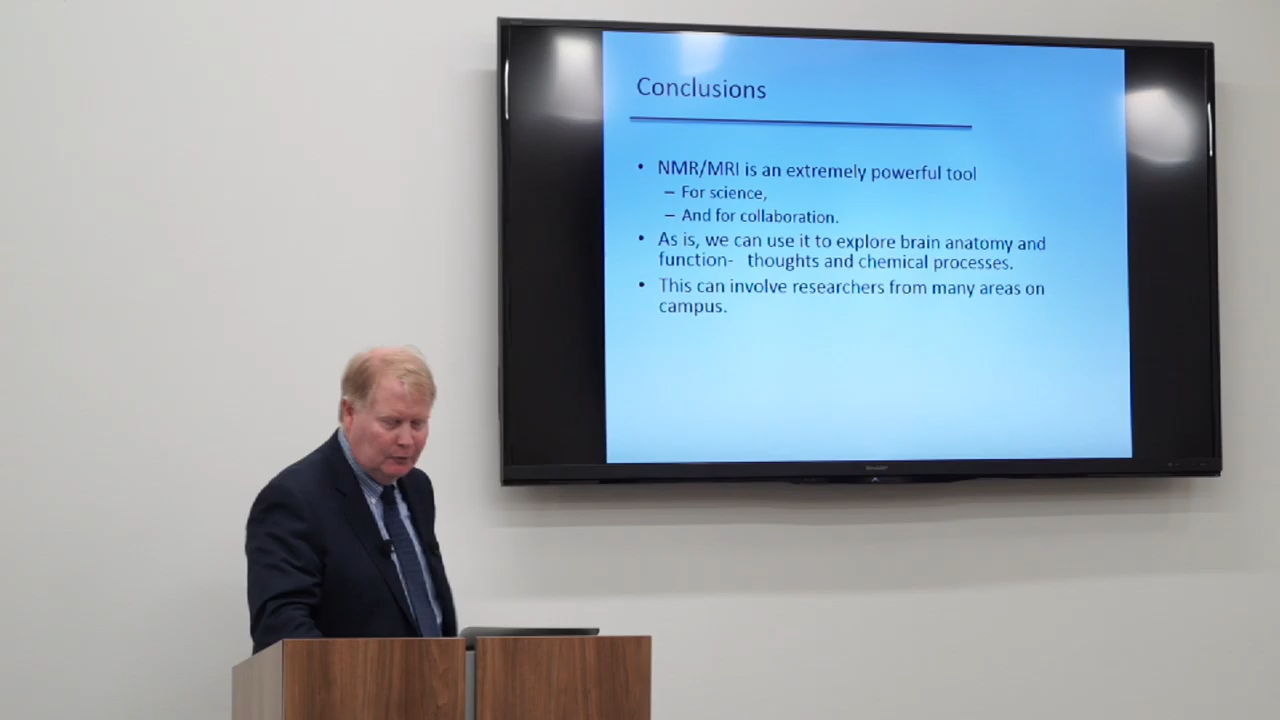 Conclusions
• NMR/MRI is an extremely powerful tool
– For science,
– And for collaboration.
• As is, we can use it to explore brain anatomy and
function- thoughts and chemical processes.
• This can involve researchers from many areas on
campus.
SHARP